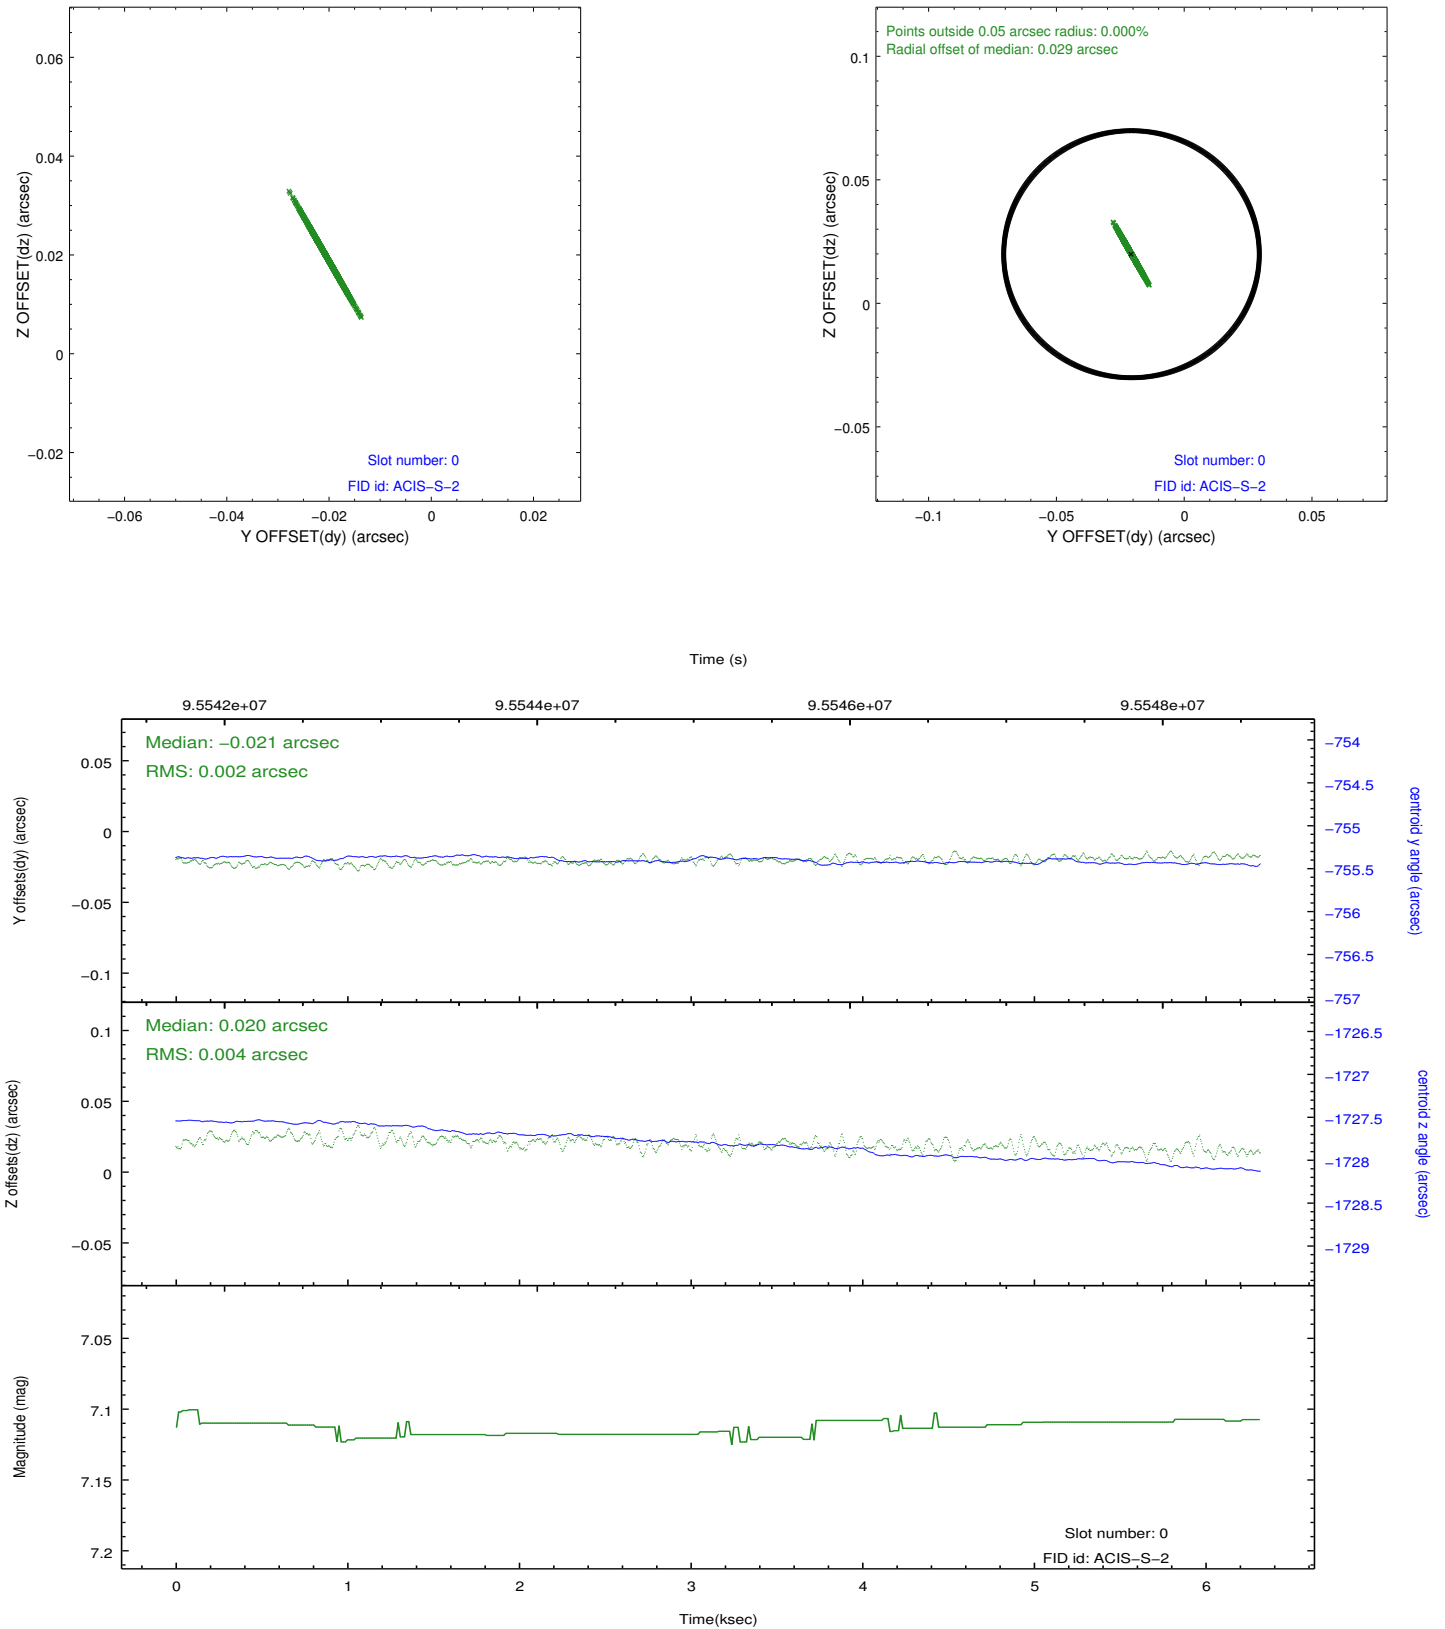 0.06
0.04
0.02
0
−0.02
Z OFFSET(dz) (arcsec)
Slot number: 0
FID id: ACIS−S−2
−0.06
−0.04
−0.02
0
0.02
Y OFFSET(dy) (arcsec)
Points outside 0.05 arcsec radius: 0.000%
Radial offset of median: 0.029 arcsec
0.1
0.05
0
−0.05
Z OFFSET(dz) (arcsec)
Slot number: 0
FID id: ACIS−S−2
−0.1
−0.05
0
0.05
Y OFFSET(dy) (arcsec)
Time (s)
9.5542e+07
9.5544e+07
9.5546e+07
9.5548e+07
Median: −0.021 arcsec
RMS: 0.002 arcsec
0.05
0
−0.05
−0.1
Y offsets(dy) (arcsec)
−754
−754.5
−755
−755.5
−756
−756.5
−757
centroid y angle (arcsec)
Median: 0.020 arcsec
RMS: 0.004 arcsec
0.1
0.05
0
−0.05
Z offsets(dz) (arcsec)
−1726.5
−1727
−1727.5
−1728
−1728.5
−1729
centroid z angle (arcsec)
7.05
7.1
7.15
7.2
Magnitude (mag)
Slot number: 0
FID id: ACIS−S−2
0
1
2
3
4
5
6
Time(ksec)